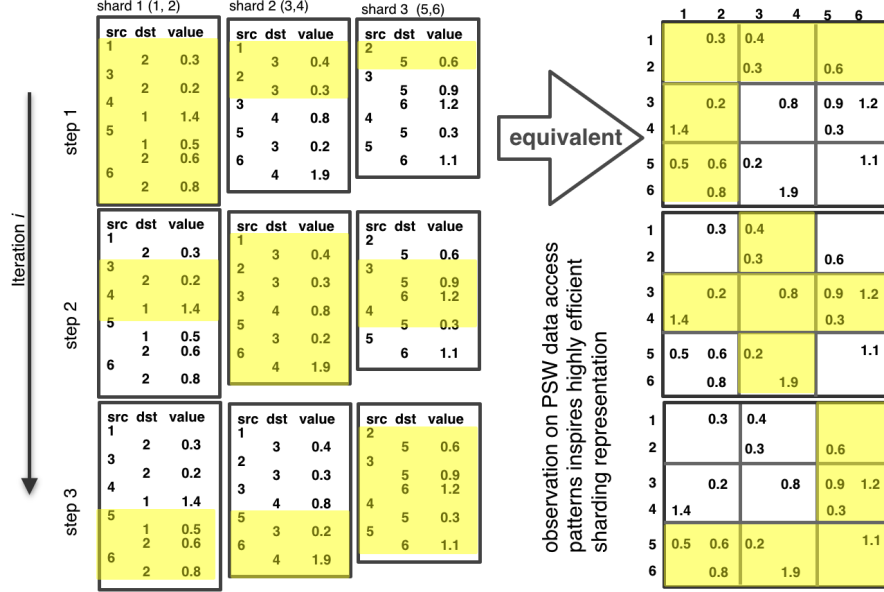 shard 1 (1, 2)
src dst value
1
2 0.3
3
2 0.2
4
1 1.4
5
1 0.5
2 0.6
6
2 0.8
shard 2 (3,4)
src dst value
1
3 0.4
2
3 0.3
3
4 0.8
5
3 0.2
6
4 1.9
shard 3 (5,6)
src dst value
2
5 0.6
3
5 0.9
6 1.2
4
5 0.3
5
6 1.1
step 1
Iteration i
equivalent
src dst value
1
2 0.3
3
2 0.2
4
1 1.4
5
1 0.5
2 0.6
6
2 0.8
src dst value
1
3 0.4
2
3 0.3
3
4 0.8
5
3 0.2
6
4 1.9
src dst value
2
5 0.6
3
5 0.9
6 1.2
4
5 0.3
5
6 1.1
step 2
src dst value
1
2 0.3
3
2 0.2
4
1 1.4
5
1 0.5
2 0.6
6
2 0.8
src dst value
1
3 0.4
2
3 0.3
3
4 0.8
5
3 0.2
6
4 1.9
src dst value
2
5 0.6
3
5 0.9
6 1.2
4
5 0.3
5
6 1.1
step 3
observation on PSW data access
patterns inspires highly efficient
sharding representation
1 2 3 4 5 6
1 0.3 0.4
2 0.3 0.6
3 0.2 0.8 0.9 1.2
4 1.4 0.3
5 0.5 0.6 0.2 1.1
6 0.8 1.9
1 0.3 0.4
2 0.3 0.6
3 0.2 0.8 0.9 1.2
4 1.4 0.3
5 0.5 0.6 0.2 1.1
6 0.8 1.9
1 0.3 0.4
2 0.3 0.6
3 0.2 0.8 0.9 1.2
4 1.4 0.3
5 0.5 0.6 0.2 1.1
6 0.8 1.9